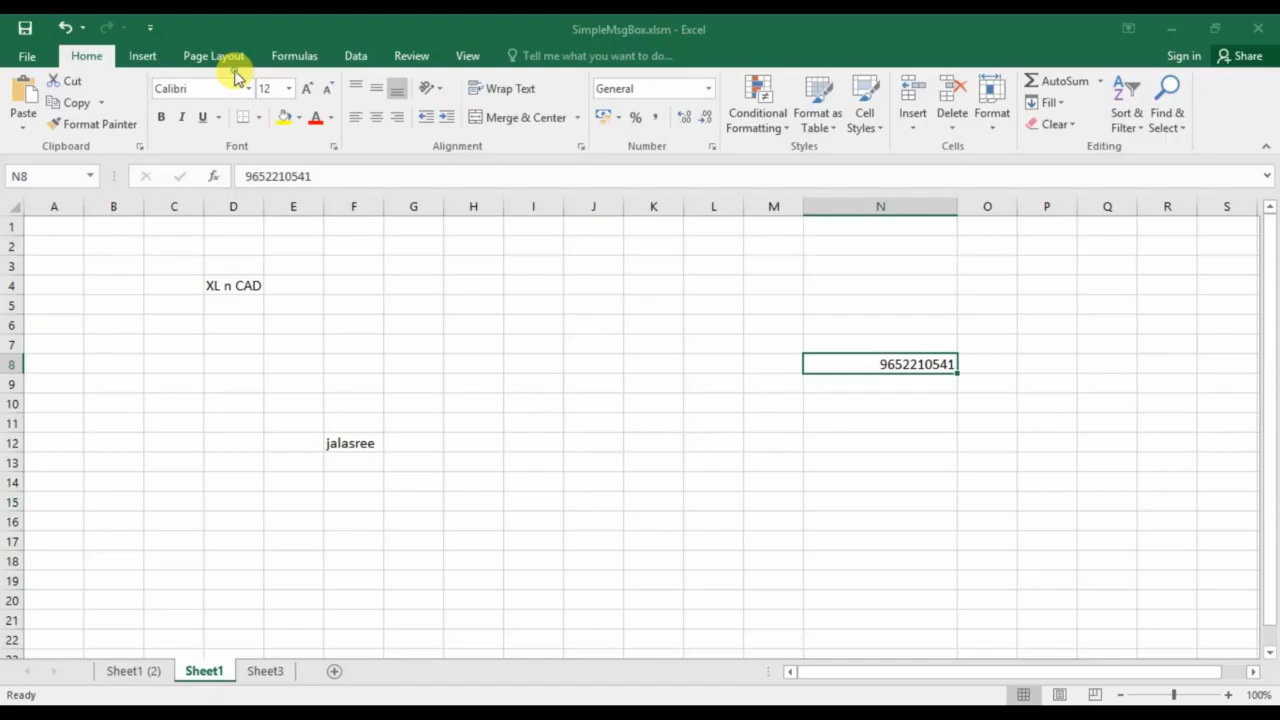 SimpleMsgBox.xlsm - Excel
File Home Insert Page Layout Formulas Data Review View Tell me what you want to do... Sign in Share
Paste
Cut
Copy
Format Painter
Clipboard
Calibri 12
B I U A
Font
Wrap Text
Merge & Center
Alignment
General
% ,
Number
Conditional Formatting
Format as Table
Cell Styles
Styles
Insert
Delete
Format
Cells
AutoSum
Fill
Clear
Sort & Filter
Find & Select
Editing
N8 fx 9652210541
A B C D E F G H I J K L M N O P Q R S
1
2
3
4 XL n CAD
5
6
7
8 9652210541
9
10
11
12 jalasree
13
14
15
16
17
18
19
20
21
22
Sheet1 (2) Sheet1 Sheet3
Ready 100%